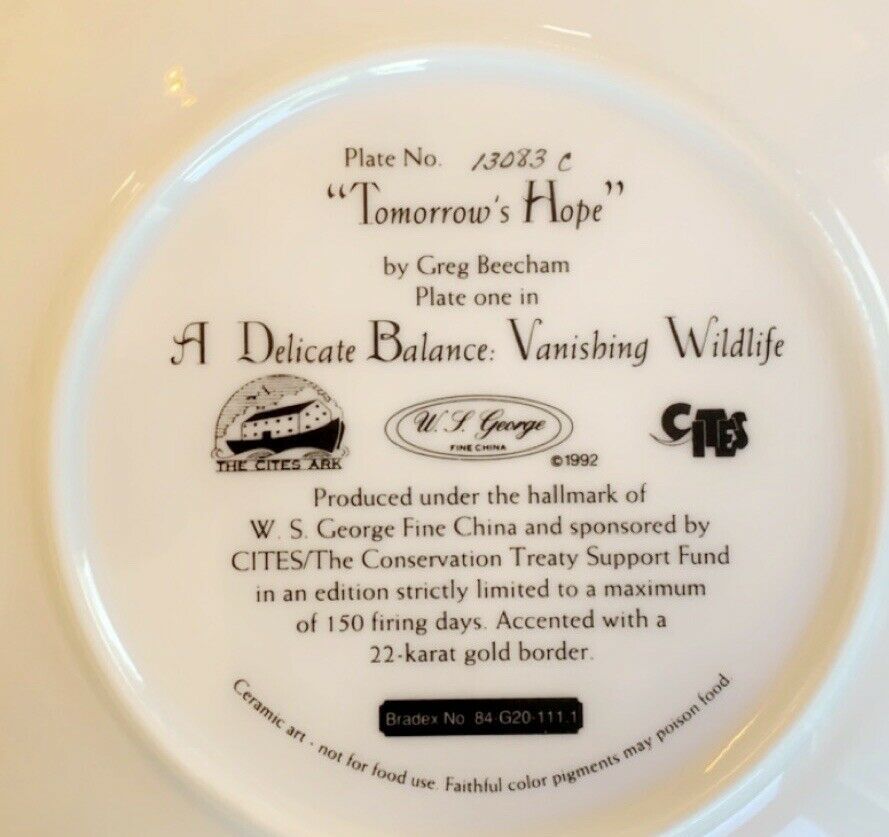 Plate No. 13083 C
"Tomorrow's Hope"
by Greg Beecham
Plate one in
A Delicate Balance: Vanishing Wildlife
THE CITES ARK
W. S. George
FINE CHINA
©1992
CITES
Produced under the hallmark of
W. S. George Fine China and sponsored by
CITES/The Conservation Treaty Support Fund
in an edition strictly limited to a maximum
of 150 firing days. Accented with a
22-karat gold border.
Bradex No 84-G20-111.1
Ceramic art - not for food use. Faithful color pigments may poison food.